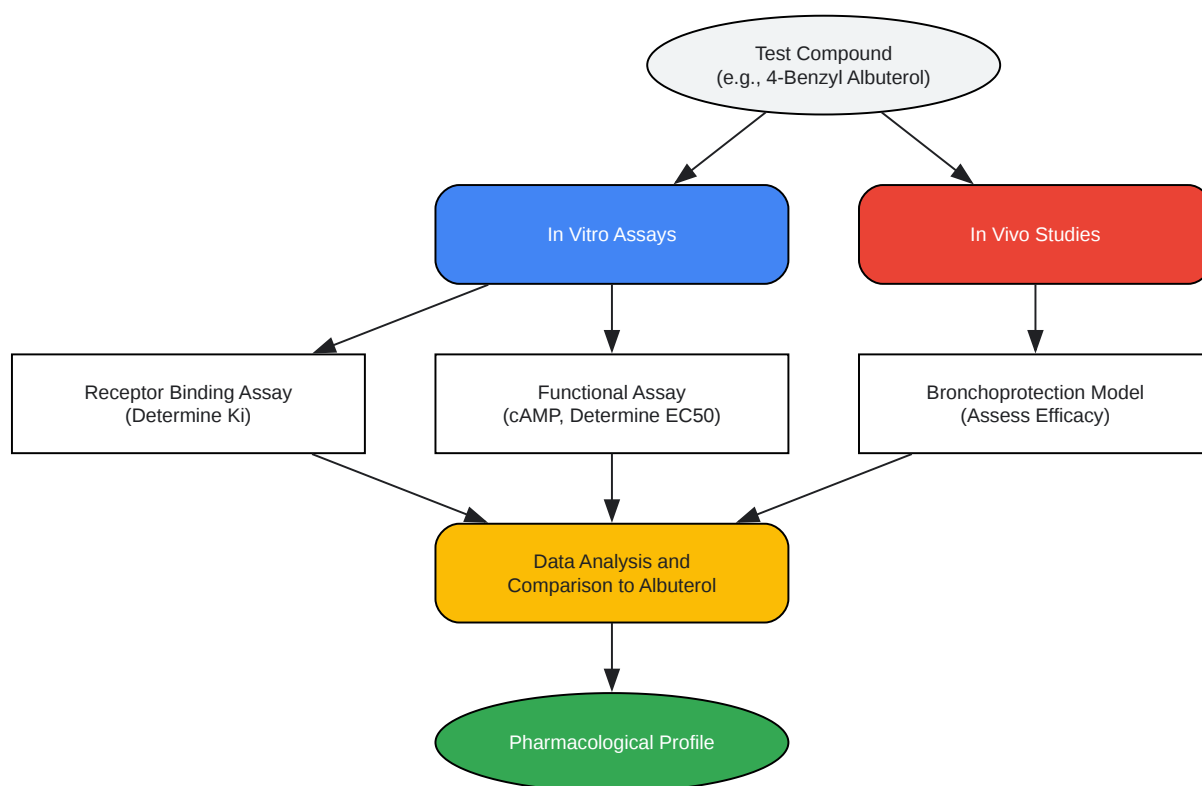 Test Compound
(e.g., 4-Benzyl Albuterol)
In Vitro Assays
In Vivo Studies
Receptor Binding Assay
(Determine Ki)
Functional Assay
(cAMP, Determine EC50)
Bronchoprotection Model
(Assess Efficacy)
Data Analysis and
Comparison to Albuterol
Pharmacological Profile